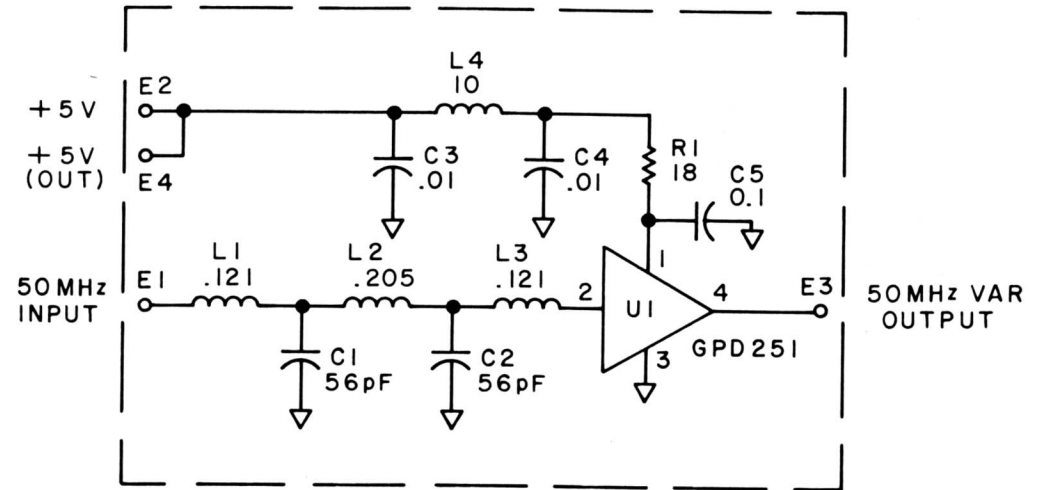 L4
10
E2
+5V
+5V
(OUT)
E4
C3
.01
C4
.01
R1
18
C5
0.1
L1
.121
L2
.205
L3
.121
50MHz
INPUT
E1
C1
56pF
C2
56pF
1
2
U1
3
4
GPD251
E3
50MHz VAR
OUTPUT